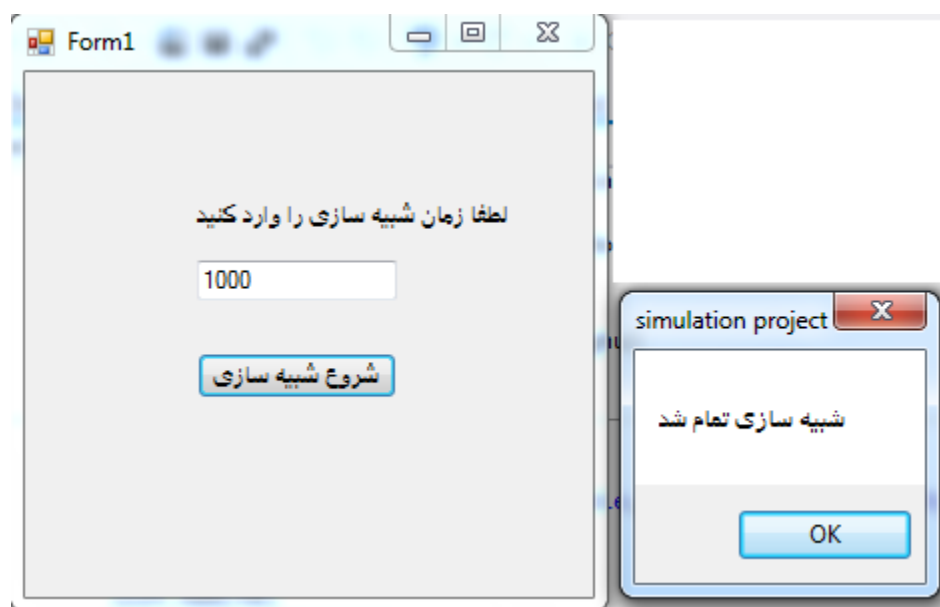 Form1
لطفا زمان شبیه سازی را وارد کنید
1000
شروع شبیه سازی
simulation project
شبیه سازی تمام شد
OK